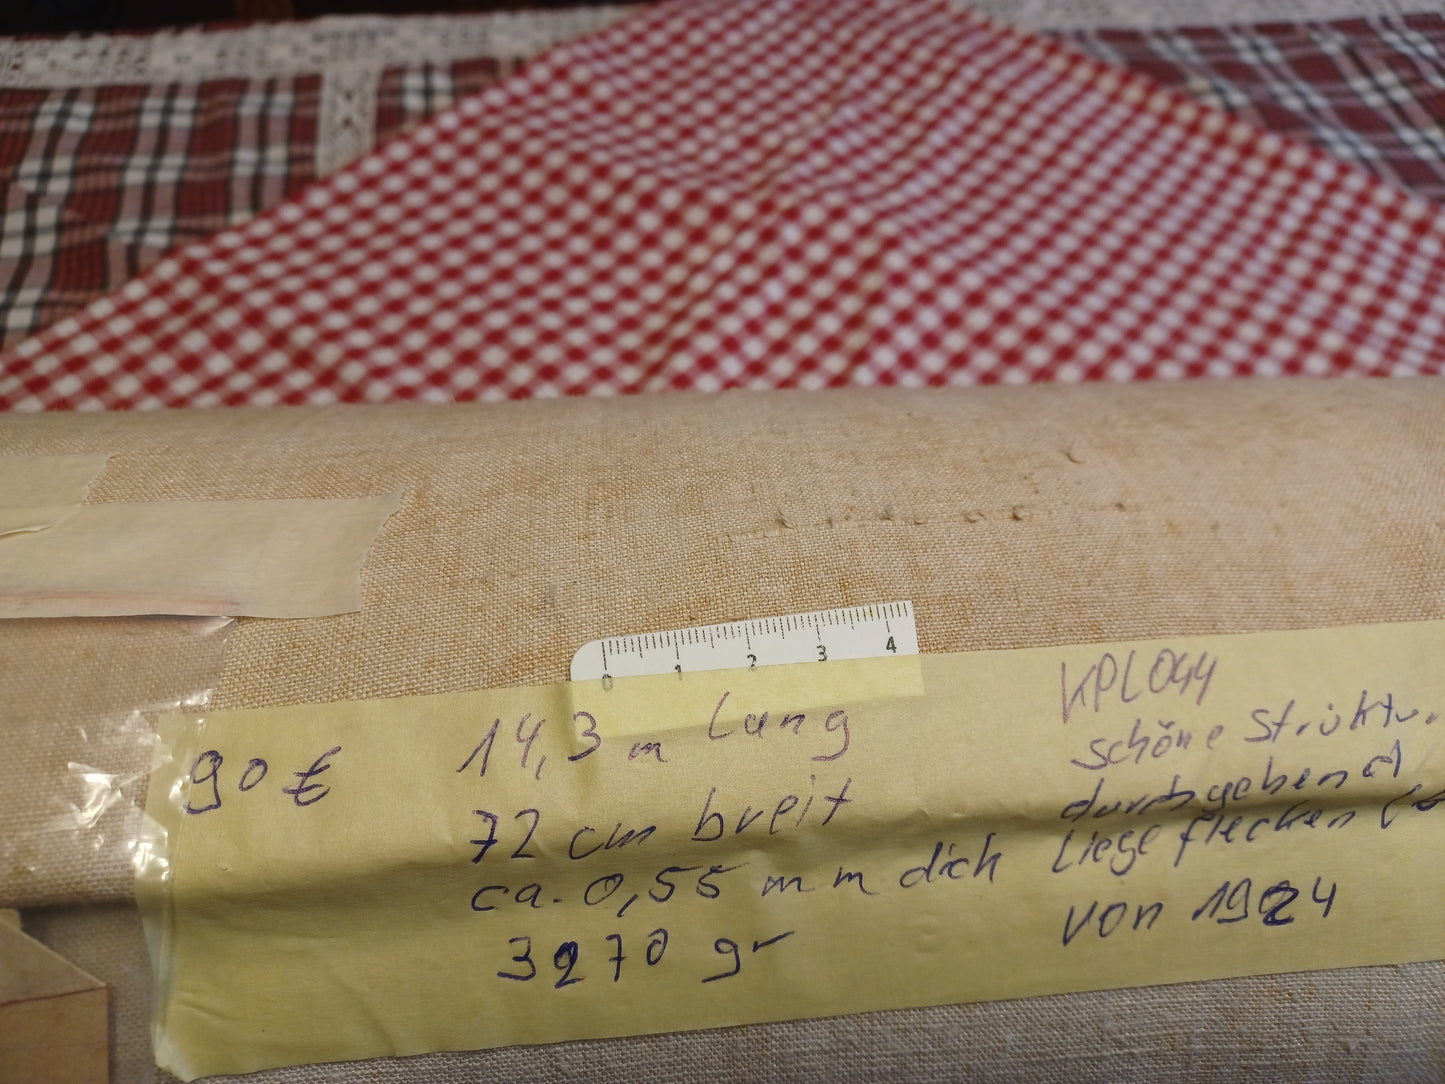 0 1 2 3 4
90 €
14,3 m lang
72 cm breit
ca. 0,55 mm dick
3270 gr
KPL044
schöne Struktur
durchgehend
Liegeflecken
von 1924